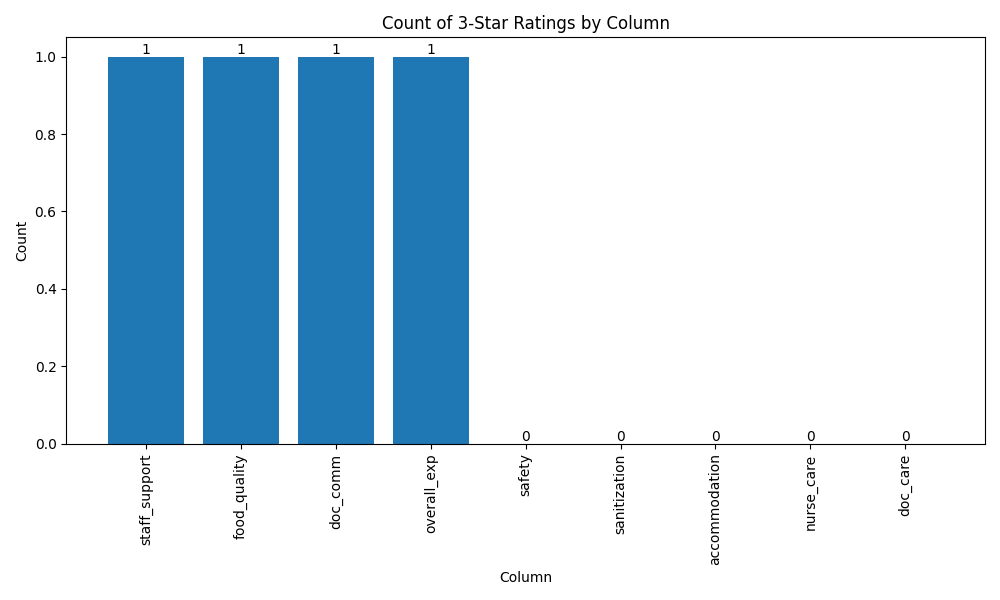 Count of 3-Star Ratings by Column
1 1 1 1 0 0 0 0 0
1.0
0.8
0.6
0.4
0.2
0.0
Count
staff_support
food_quality
doc_comm
overall_exp
safety
sanitization
accommodation
nurse_care
doc_care
Column